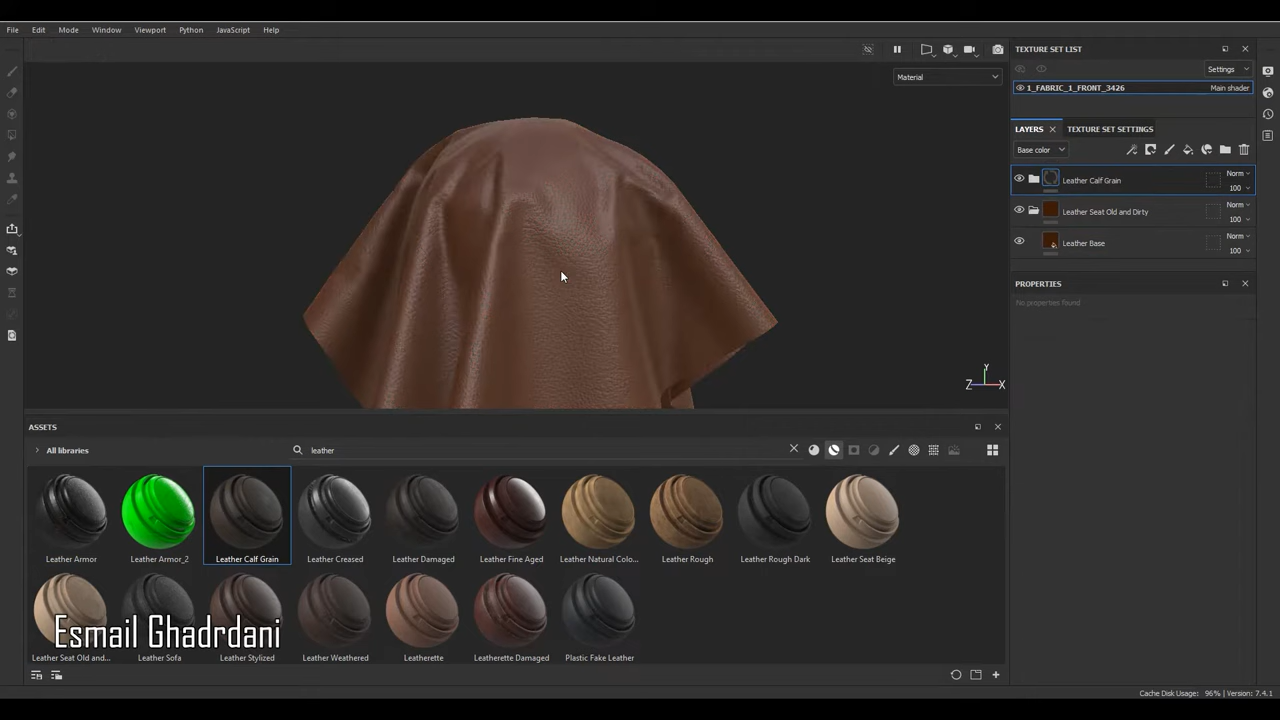 File Edit Mode Window Viewport Python JavaScript Help
TEXTURE SET LIST
Settings
Material
1_FABRIC_1_FRONT_3426 Main shader
LAYERS TEXTURE SET SETTINGS
Base color
Leather Calf Grain Norm
100
Leather Seat Old and Dirty Norm
100
Leather Base Norm
100
PROPERTIES
No properties found
Y
Z X
ASSETS
All libraries leather
Leather Armor Leather Armor_2 Leather Calf Grain Leather Creased Leather Damaged Leather Fine Aged Leather Natural Colo... Leather Rough Leather Rough Dark Leather Seat Beige
Esmail Ghadrdani
Leather Seat Old and... Leather Sofa Leather Stylized Leather Weathered Leatherette Leatherette Damaged Plastic Fake Leather
Cache Disk Usage: 96% | Version: 7.4.1